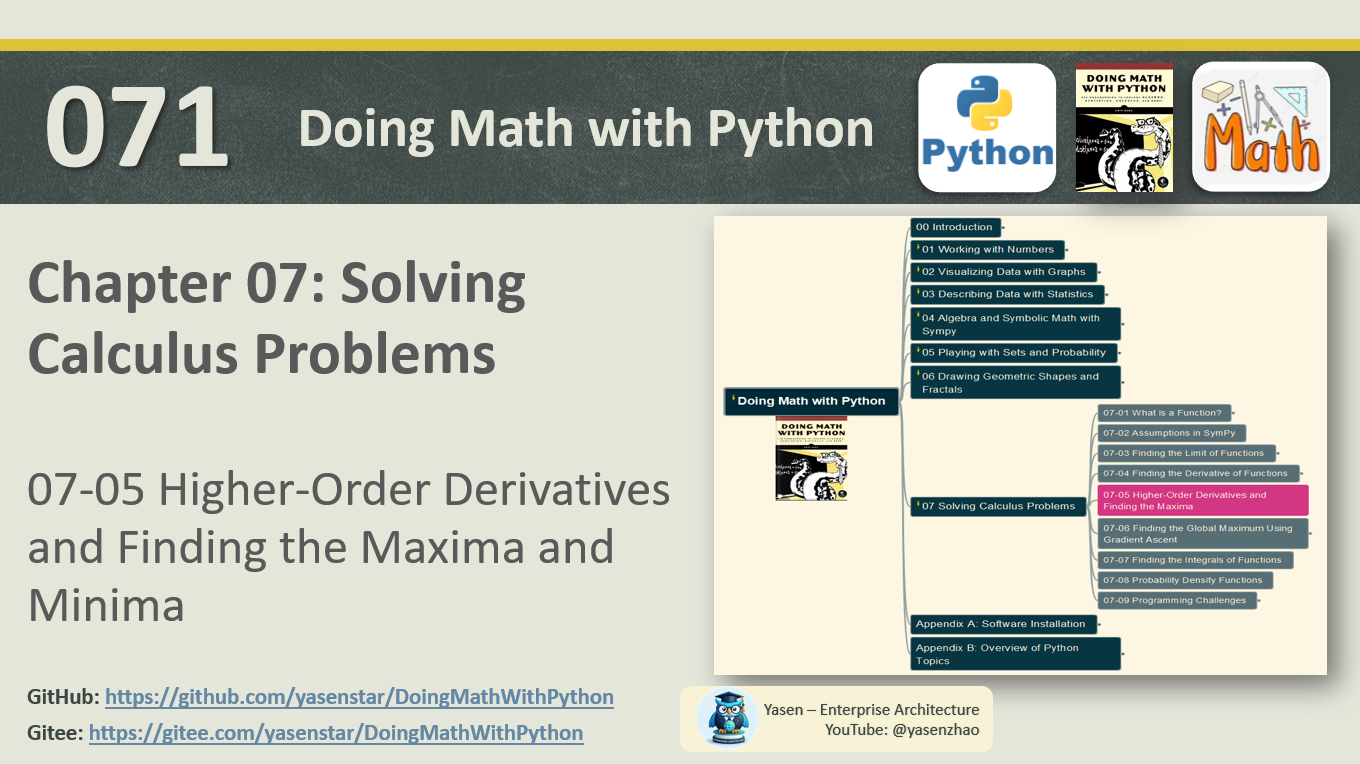 071
Doing Math with Python
Python
DOING MATH
WITH PYTHON
Math
Chapter 07: Solving
Calculus Problems
07-05 Higher-Order Derivatives
and Finding the Maxima and
Minima
GitHub: https://github.com/yasenstar/DoingMathWithPython
Gitee: https://gitee.com/yasenstar/DoingMathWithPython
Doing Math with Python
DOING MATH
WITH PYTHON
00 Introduction
01 Working with Numbers
02 Visualizing Data with Graphs
03 Describing Data with Statistics
04 Algebra and Symbolic Math with
Sympy
05 Playing with Sets and Probability
06 Drawing Geometric Shapes and
Fractals
07 Solving Calculus Problems
07-01 What is a Function?
07-02 Assumptions in SymPy
07-03 Finding the Limit of Functions
07-04 Finding the Derivative of Functions
07-05 Higher-Order Derivatives and
Finding the Maxima
07-06 Finding the Global Maximum Using
Gradient Ascent
07-07 Finding the Integrals of Functions
07-08 Probability Density Functions
07-09 Programming Challenges
Appendix A: Software Installation
Appendix B: Overview of Python
Topics
Yasen – Enterprise Architecture
YouTube: @yasenzhao